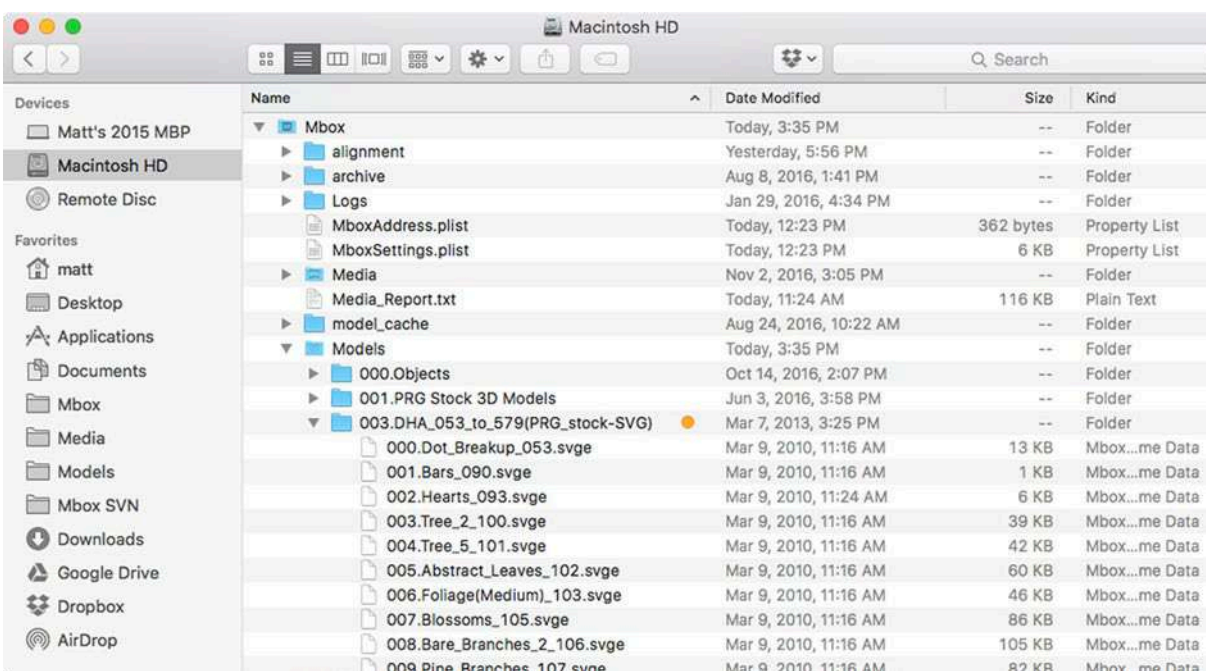 Macintosh HD
Search
Devices
Matt's 2015 MBP
Macintosh HD
Remote Disc
Favorites
matt
Desktop
Applications
Documents
Mbox
Media
Models
Mbox SVN
Downloads
Google Drive
Dropbox
AirDrop
Name Date Modified Size Kind
Mbox Today, 3:35 PM -- Folder
alignment Yesterday, 5:56 PM -- Folder
archive Aug 8, 2016, 1:41 PM -- Folder
Logs Jan 29, 2016, 4:34 PM -- Folder
MboxAddress.plist Today, 12:23 PM 362 bytes Property List
MboxSettings.plist Today, 12:23 PM 6 KB Property List
Media Nov 2, 2016, 3:05 PM -- Folder
Media_Report.txt Today, 11:24 AM 116 KB Plain Text
model_cache Aug 24, 2016, 10:22 AM -- Folder
Models Today, 3:35 PM -- Folder
000.Objects Oct 14, 2016, 2:07 PM -- Folder
001.PRG Stock 3D Models Jun 3, 2016, 3:58 PM -- Folder
003.DHA_053_to_579(PRG_stock-SVG) Mar 7, 2013, 3:25 PM -- Folder
000.Dot_Breakup_053.svge Mar 9, 2010, 11:16 AM 13 KB Mbox...me Data
001.Bars_090.svge Mar 9, 2010, 11:16 AM 1 KB Mbox...me Data
002.Hearts_093.svge Mar 9, 2010, 11:24 AM 6 KB Mbox...me Data
003.Tree_2_100.svge Mar 9, 2010, 11:16 AM 39 KB Mbox...me Data
004.Tree_5_101.svge Mar 9, 2010, 11:16 AM 42 KB Mbox...me Data
005.Abstract_Leaves_102.svge Mar 9, 2010, 11:16 AM 60 KB Mbox...me Data
006.Foliage(Medium)_103.svge Mar 9, 2010, 11:16 AM 46 KB Mbox...me Data
007.Blossoms_105.svge Mar 9, 2010, 11:16 AM 86 KB Mbox...me Data
008.Bare_Branches_2_106.svge Mar 9, 2010, 11:16 AM 105 KB Mbox...me Data
009.Pine_Branches_107.svge Mar 9, 2010, 11:16 AM 82 KB Mbox...me Data